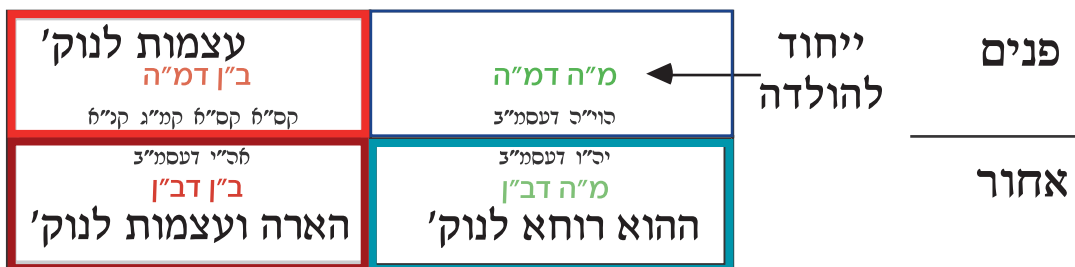 פנים
אחור
ייחוד
להולדה
מ"ה דמ"ה
הוי"ה דעסמ"ב
עצמות לנוק'
ב"ן דמ"ה
קס"א קס"א קמ"ג קנ"א
יה"ו דעסמ"ב
מ"ה דב"ן
ההוא רוחא לנוק'
אה"י דעסמ"ב
ב"ן דב"ן
הארה ועצמות לנוק'